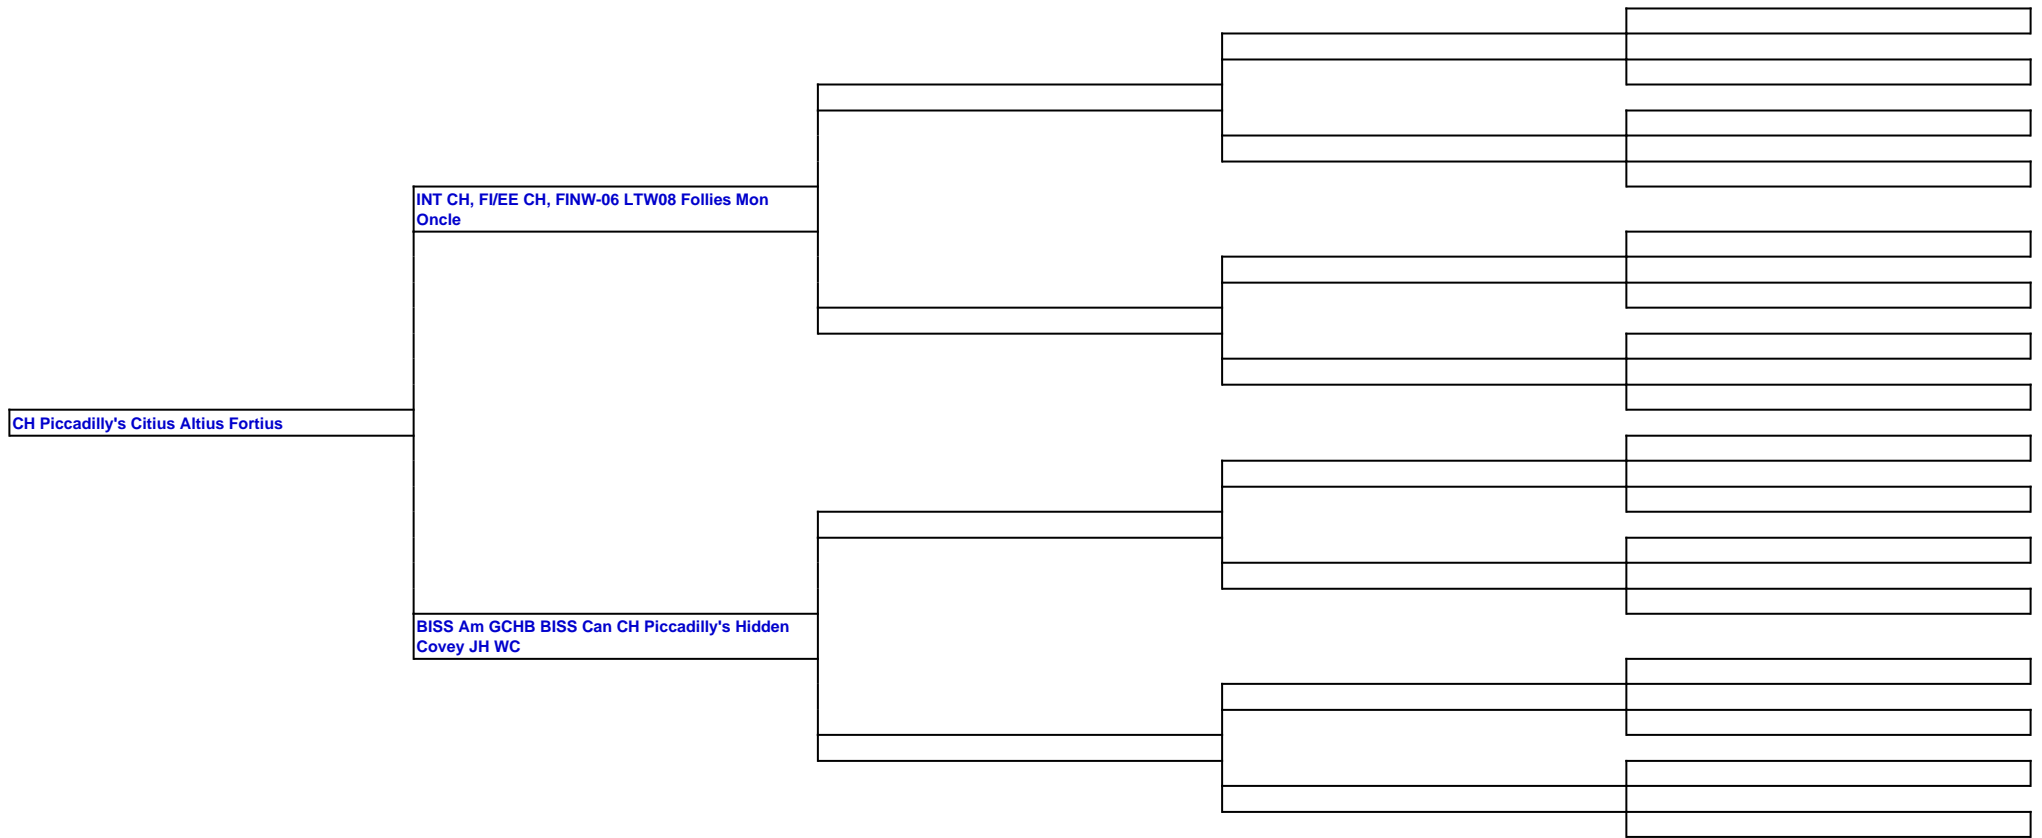 INT CH, FI/EE CH, FINW-06 LTW08 Follies Mon
Oncle
CH Piccadilly's Citius Altius Fortius
BISS Am GCHB BISS Can CH Piccadilly's Hidden
Covey JH WC